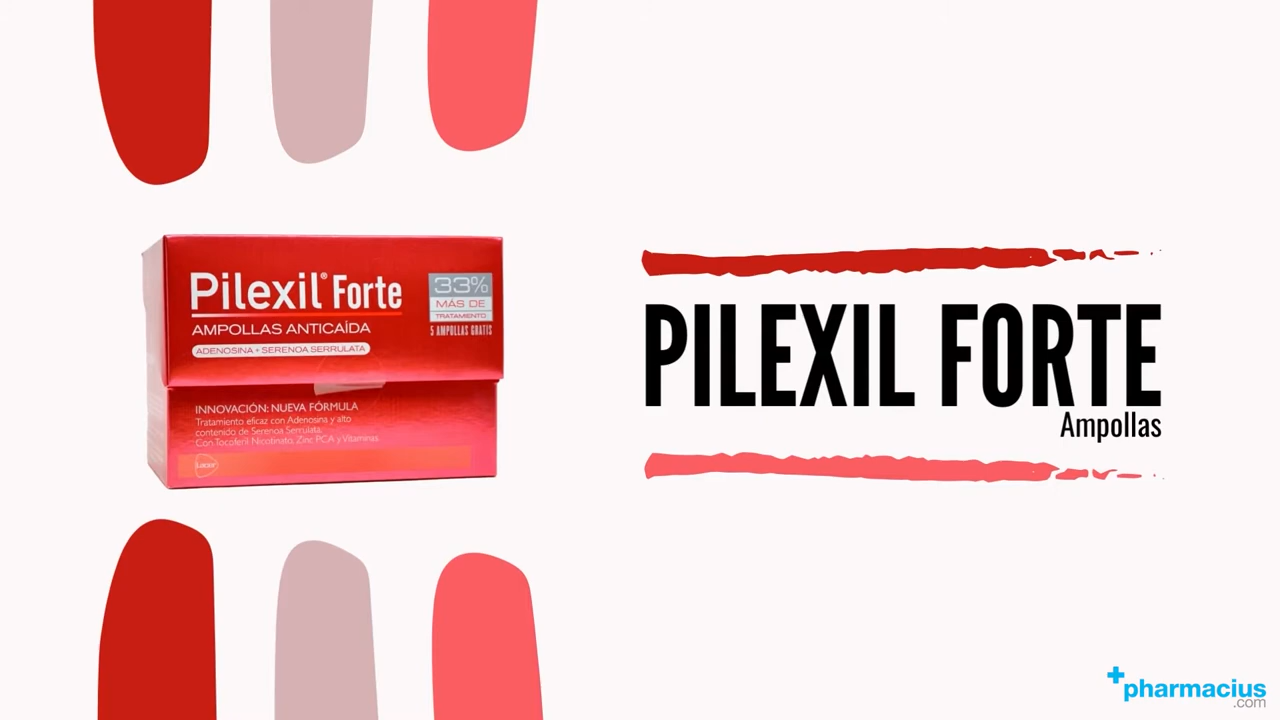 Pilexil® Forte
AMPOLLAS ANTICAÍDA
ADENOSINA + SERENOA SERRULATA
33%
MÁS DE
TRATAMIENTO
5 AMPOLLAS GRATIS
INNOVACIÓN: NUEVA FÓRMULA
Tratamiento eficaz con Adenosina y alto
contenido de Serenoa Serrulata.
Con Tocoferil Nicotinato, Zinc PCA y Vitaminas
Lacer
PILEXIL FORTE
Ampollas
+pharmacius
.com